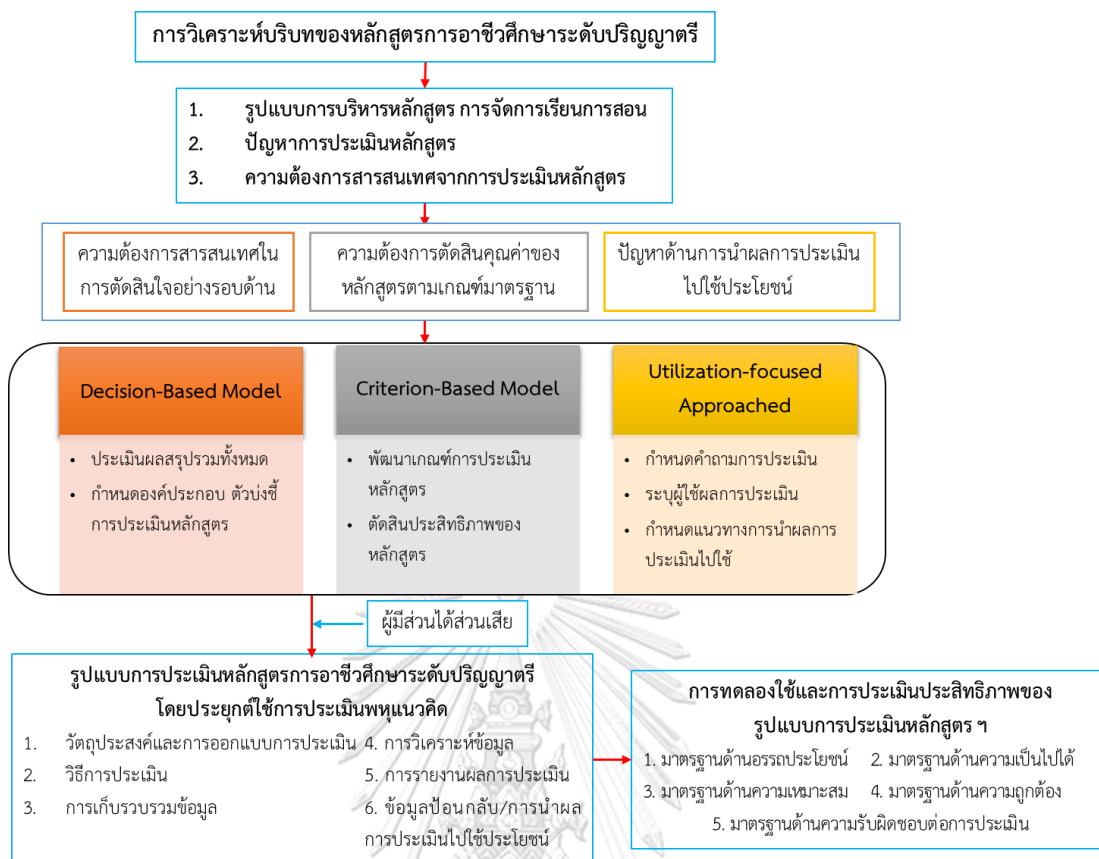 การวิเคราะห์บริบทของหลักสูตรการอาชีวศึกษาระดับปริญญาตรี
1. รูปแบบการบริหารหลักสูตร การจัดการเรียนการสอน
2. ปัญหาการประเมินหลักสูตร
3. ความต้องการสารสนเทศจากการประเมินหลักสูตร
ความต้องการสารสนเทศใน
การตัดสินใจอย่างรอบด้าน
ความต้องการตัดสินคุณค่าของ
หลักสูตรตามเกณฑ์มาตรฐาน
ปัญหาด้านการนำผลการประเมิน
ไปใช้ประโยชน์
Decision-Based Model
• ประเมินผลสรุปรวมทั้งหมด
• กำหนดองค์ประกอบ ตัวบ่งชี้
การประเมินหลักสูตร
Criterion-Based Model
• พัฒนาเกณฑ์การประเมิน
หลักสูตร
• ตัดสินประสิทธิภาพของ
หลักสูตร
Utilization-focused
Approached
• กำหนดคำถามการประเมิน
• ระบุผู้ใช้ผลการประเมิน
• กำหนดแนวทางการนำผลการ
ประเมินไปใช้
ผู้มีส่วนได้ส่วนเสีย
รูปแบบการประเมินหลักสูตรการอาชีวศึกษาระดับปริญญาตรี
โดยประยุกต์ใช้การประเมินพหุแนวคิด
1. วัตถุประสงค์และการออกแบบการประเมิน
2. วิธีการประเมิน
3. การเก็บรวบรวมข้อมูล
4. การวิเคราะห์ข้อมูล
5. การรายงานผลการประเมิน
6. ข้อมูลป้อนกลับ/การนำผล
การประเมินไปใช้ประโยชน์
การทดลองใช้และการประเมินประสิทธิภาพของ
รูปแบบการประเมินหลักสูตร ฯ
1. มาตรฐานด้านอรรถประโยชน์ 2. มาตรฐานด้านความเป็นไปได้
3. มาตรฐานด้านความเหมาะสม 4. มาตรฐานด้านความถูกต้อง
5. มาตรฐานด้านความรับผิดชอบต่อการประเมิน